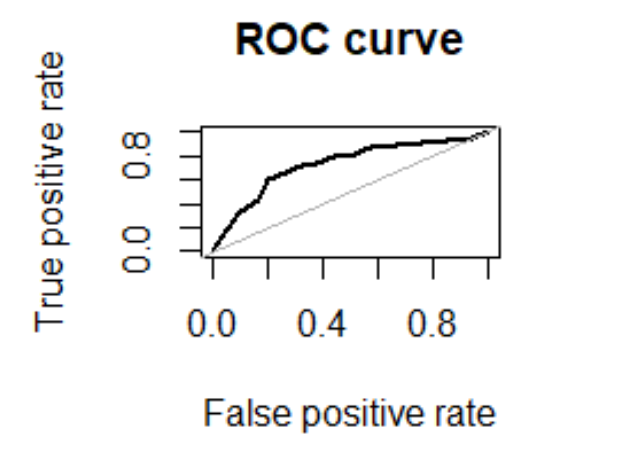 ROC curve
True positive rate
0.8
0.0
0.0 0.4 0.8
False positive rate